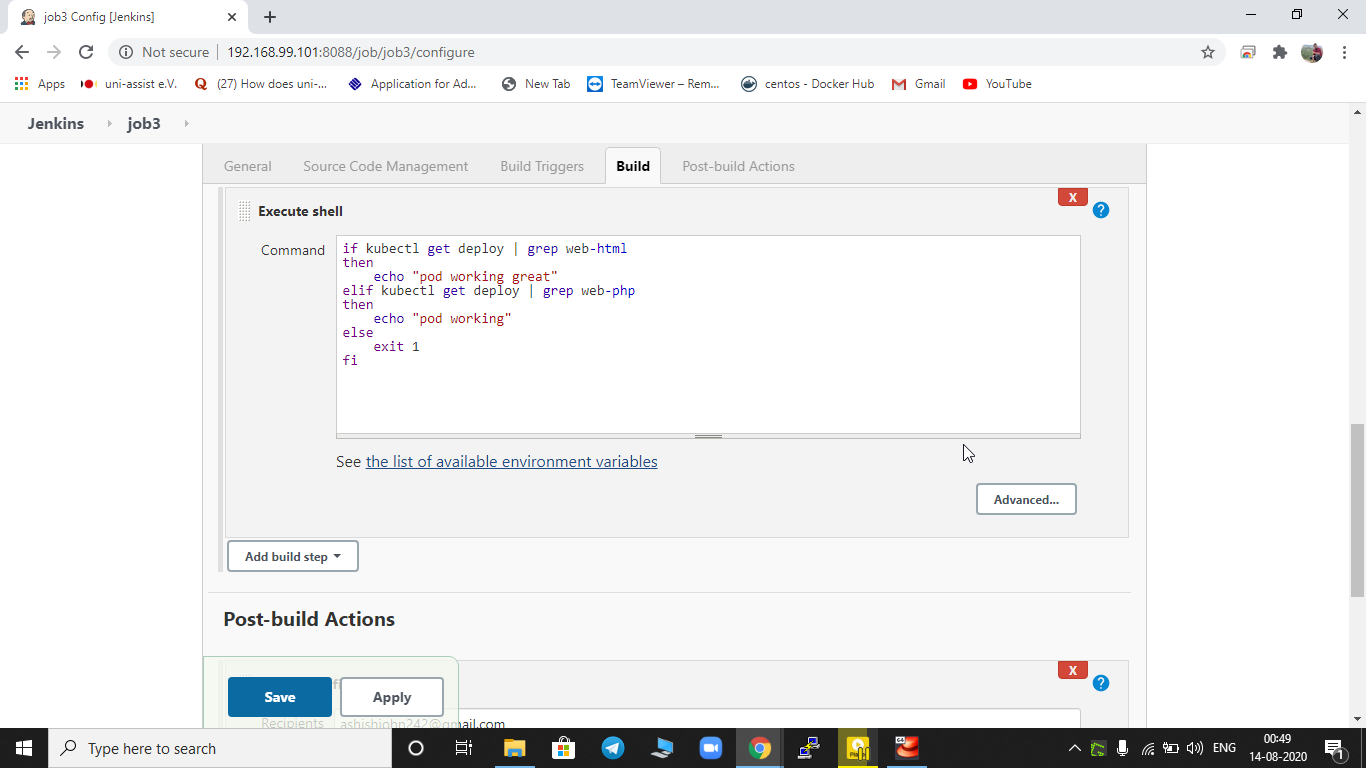 job3 Config [Jenkins]
Not secure
192.168.99.101:8088/job/job3/configure
Apps
uni-assist e.V.
(27) How does uni-...
Application for Ad...
New Tab
TeamViewer – Rem...
centos - Docker Hub
Gmail
YouTube
Jenkins
job3
General
Source Code Management
Build Triggers
Build
Post-build Actions
X
?
Execute shell
Command
if kubectl get deploy | grep web-html
then
    echo "pod working great"
elif kubectl get deploy | grep web-php
then
    echo "pod working"
else
    exit 1
fi
See the list of available environment variables
Advanced...
Add build step
Post-build Actions
X
?
Save
Apply
Recipients
ashishjohn242@gmail.com
Type here to search
ENG
00:49
14-08-2020
1